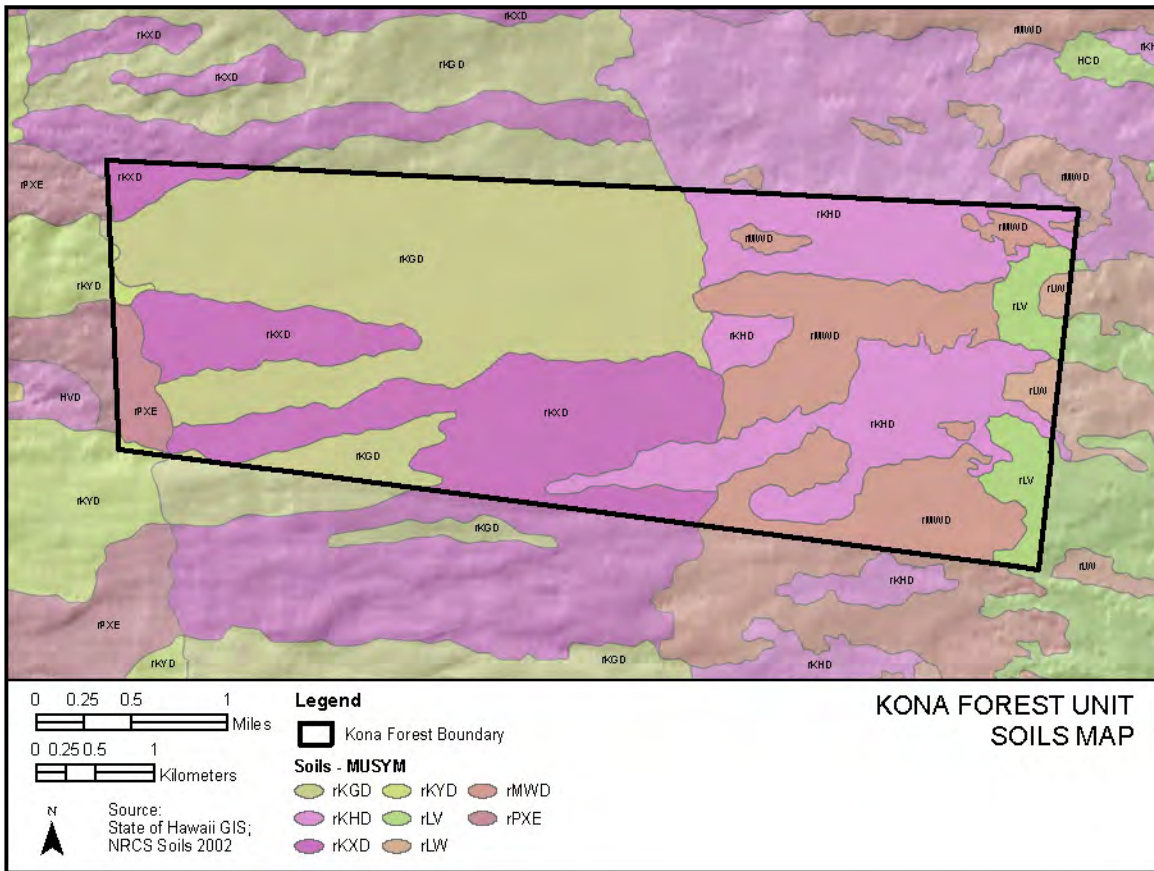 rKXD
rKXD
rMWD
rKH
HCD
rKGD
rKXD
rMWD
rPXE
rKXD
rKHD
rMWD
rMWD
rKGD
rKYD
rLW
rLV
rKXD
rKHD
rMWD
rPXE
HVD
rLW
rKXD
rKHD
rKGD
rLV
rKYD
rMWD
rKGD
rLW
rKHD
rPXE
rKYD
rKGD
rKHD
0 0.25 0.5 1
Miles
0 0.25 0.5 1
Kilometers
N
Source:
State of Hawaii GIS;
NRCS Soils 2002
Legend
Kona Forest Boundary
Soils - MUSYM
rKGD rKYD rMWD
rKHD rLV rPXE
rKXD rLW
KONA FOREST UNIT
SOILS MAP